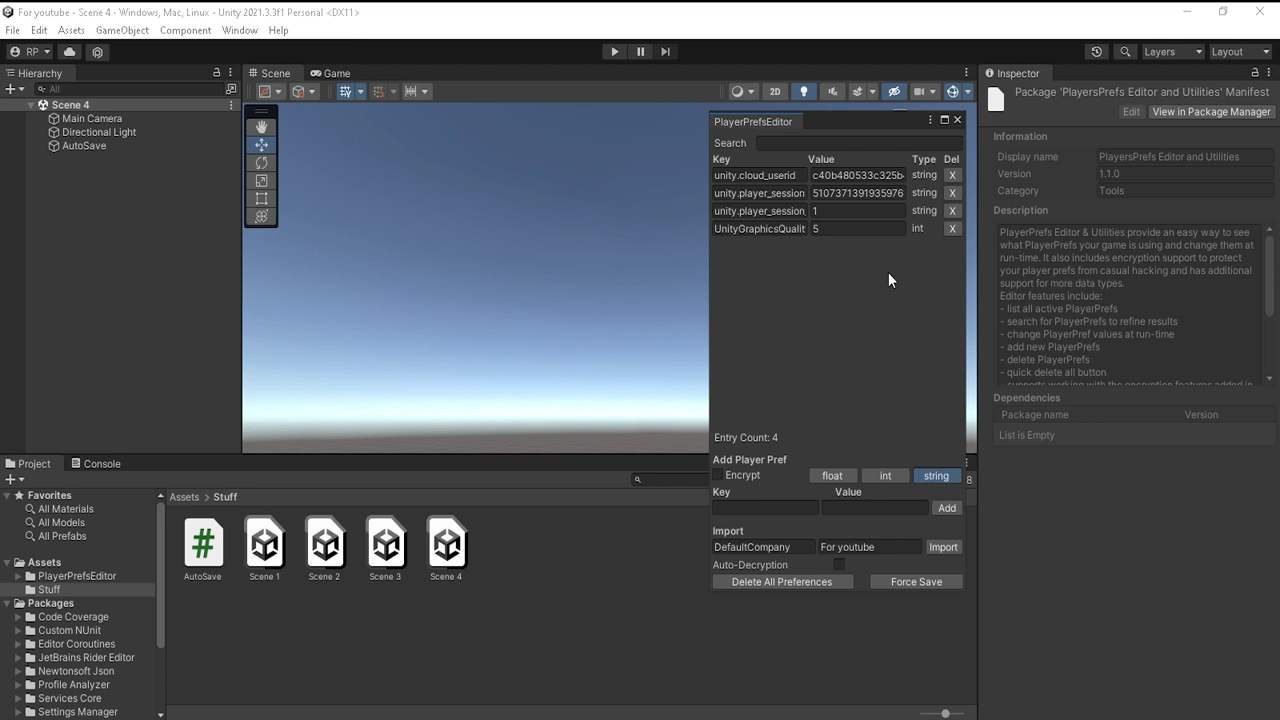 For youtube - Scene 4 - Windows, Mac, Linux - Unity 2021.3.3f1 Personal <DX11>
File Edit Assets GameObject Component Window Help
RP Layers Layout
Hierarchy Scene Game Inspector
All
2D
Scene 4
Main Camera
Directional Light
AutoSave
PlayerPrefsEditor
Search
Key Value Type Del
unity.cloud_userid c40b480533c325b string X
unity.player_session 5107371391935976 string X
unity.player_session 1 string X
UnityGraphicsQualit 5 int X
Entry Count: 4
Add Player Pref
Encrypt float int string
Key Value
Add
Import
DefaultCompany For youtube Import
Auto-Decryption
Delete All Preferences Force Save
Package 'PlayersPrefs Editor and Utilities' Manifest
Edit View in Package Manager
Information
Display name PlayersPrefs Editor and Utilities
Version 1.1.0
Category Tools
Description
PlayerPrefs Editor & Utilities provide an easy way to see
what PlayerPrefs your game is using and change them at
run-time. It also includes encryption support to protect
your player prefs from casual hacking and has additional
support for more data types.
Editor features include:
- list all active PlayerPrefs
- search for PlayerPrefs to refine results
- change PlayerPref values at run-time
- add new PlayerPrefs
- delete PlayerPrefs
- quick delete all button
- supports working with the encryption features added in
Dependencies
Package name Version
List is Empty
Project Console
8
Favorites
All Materials
All Models
All Prefabs
Assets
PlayerPrefsEditor
Stuff
Packages
Code Coverage
Custom NUnit
Editor Coroutines
JetBrains Rider Editor
Newtonsoft Json
Profile Analyzer
Services Core
Settings Manager
Assets > Stuff
#
AutoSave Scene 1 Scene 2 Scene 3 Scene 4